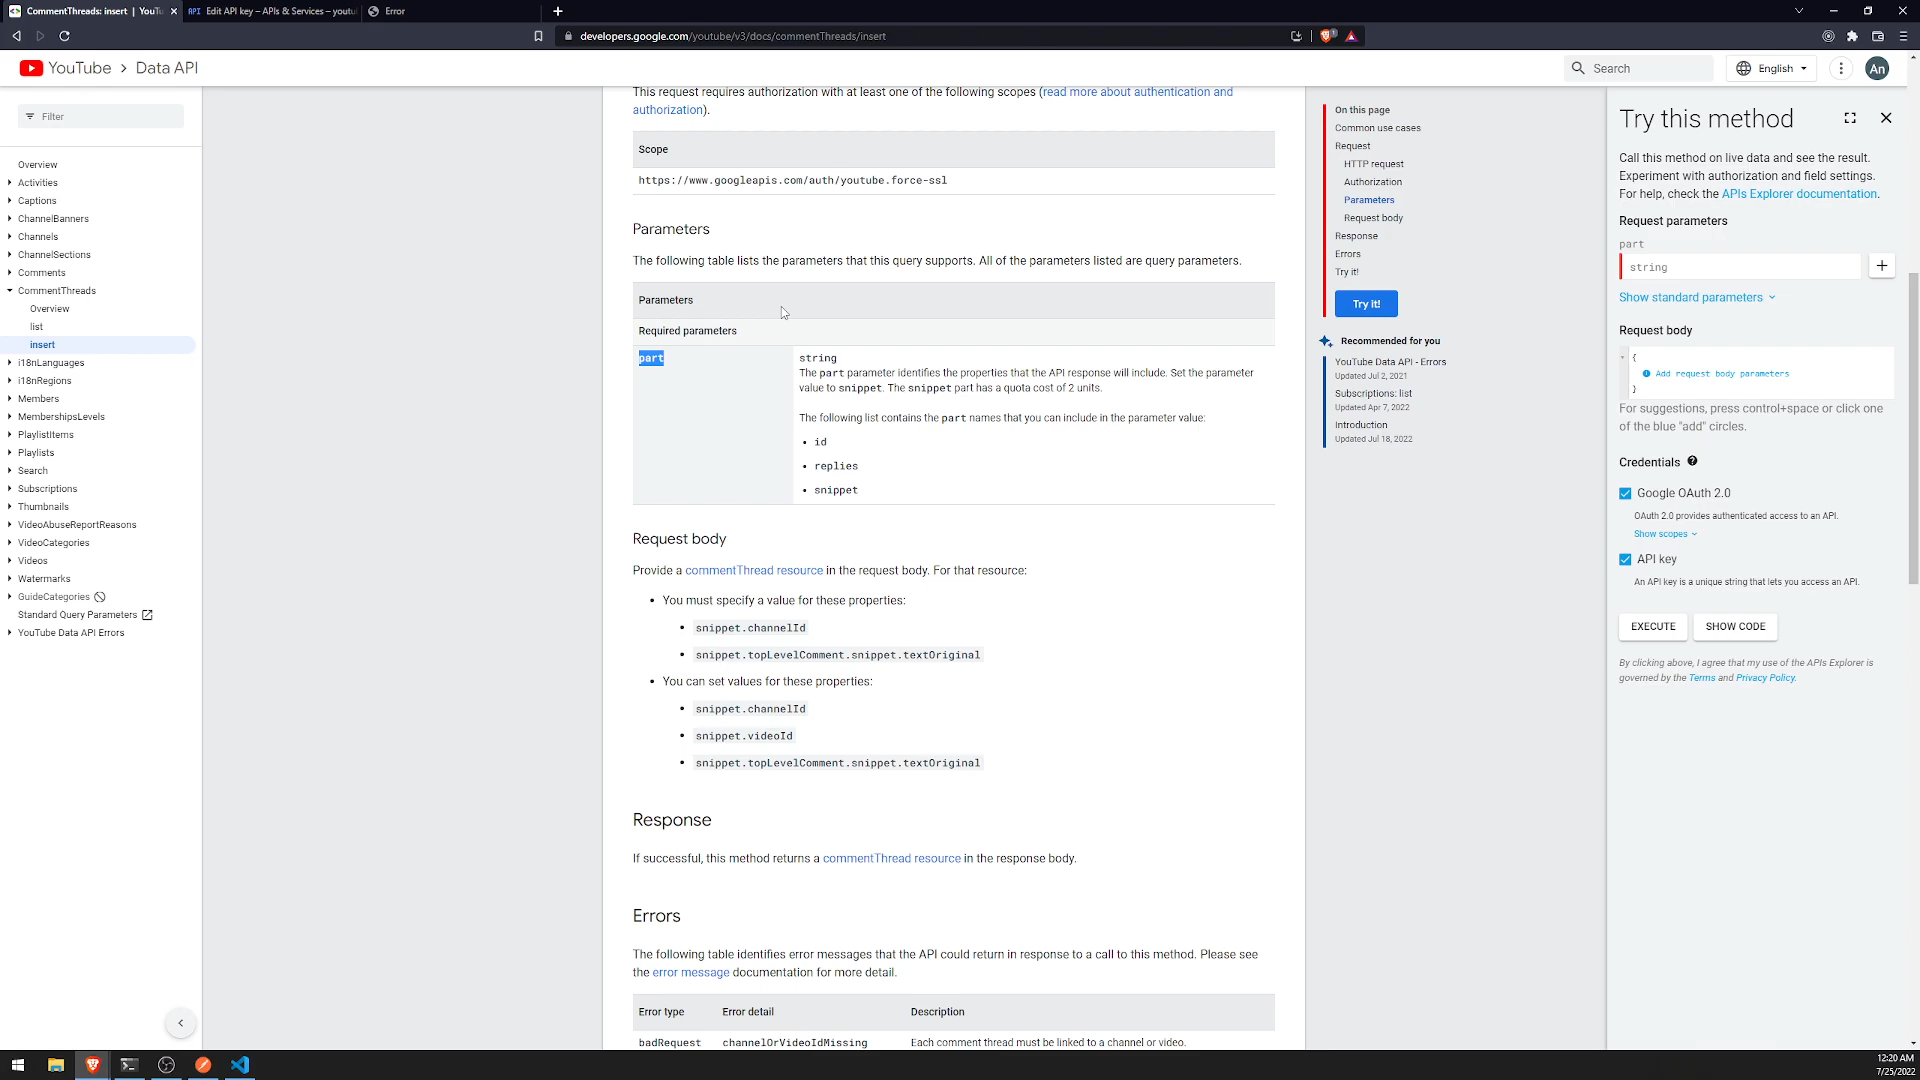 CommentThreads: insert | YouTu
Edit API key – APIs & Services – youtu
Error
developers.google.com/youtube/v3/docs/commentThreads/insert
YouTube > Data API
Search
English
An
Filter
Overview
Activities
Captions
ChannelBanners
Channels
ChannelSections
Comments
CommentThreads
Overview
list
insert
i18nLanguages
i18nRegions
Members
MembershipsLevels
PlaylistItems
Playlists
Search
Subscriptions
Thumbnails
VideoAbuseReportReasons
VideoCategories
Videos
Watermarks
GuideCategories
Standard Query Parameters
YouTube Data API Errors
This request requires authorization with at least one of the following scopes (read more about authentication and
authorization).
Scope
https://www.googleapis.com/auth/youtube.force-ssl
Parameters
The following table lists the parameters that this query supports. All of the parameters listed are query parameters.
Parameters
Required parameters
part
string
The part parameter identifies the properties that the API response will include. Set the parameter
value to snippet. The snippet part has a quota cost of 2 units.
The following list contains the part names that you can include in the parameter value:
• id
• replies
• snippet
Request body
Provide a commentThread resource in the request body. For that resource:
• You must specify a value for these properties:
• snippet.channelId
• snippet.topLevelComment.snippet.textOriginal
• You can set values for these properties:
• snippet.channelId
• snippet.videoId
• snippet.topLevelComment.snippet.textOriginal
Response
If successful, this method returns a commentThread resource in the response body.
Errors
The following table identifies error messages that the API could return in response to a call to this method. Please see
the error message documentation for more detail.
Error type Error detail Description
badRequest channelOrVideoIdMissing Each comment thread must be linked to a channel or video.
On this page
Common use cases
Request
HTTP request
Authorization
Parameters
Request body
Response
Errors
Try it!
Try it!
Recommended for you
YouTube Data API - Errors
Updated Jul 2, 2021
Subscriptions: list
Updated Apr 7, 2022
Introduction
Updated Jul 18, 2022
Try this method
Call this method on live data and see the result.
Experiment with authorization and field settings.
For help, check the APIs Explorer documentation.
Request parameters
part
string
Show standard parameters
Request body
{
Add request body parameters
}
For suggestions, press control+space or click one
of the blue "add" circles.
Credentials
Google OAuth 2.0
OAuth 2.0 provides authenticated access to an API.
Show scopes
API key
An API key is a unique string that lets you access an API.
EXECUTE
SHOW CODE
By clicking above, I agree that my use of the APIs Explorer is
governed by the Terms and Privacy Policy.
12:20 AM
7/25/2022